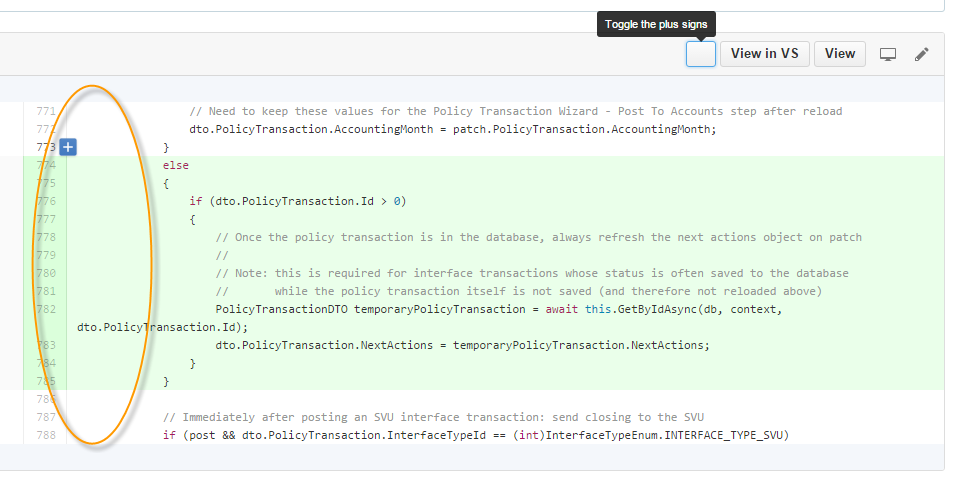 Toggle the plus signs
View in VS View
771 // Need to keep these values for the Policy Transaction Wizard - Post To Accounts step after reload
772 dto.PolicyTransaction.AccountingMonth = patch.PolicyTransaction.AccountingMonth;
773 + }
774 else
775 {
776 if (dto.PolicyTransaction.Id > 0)
777 {
778 // Once the policy transaction is in the database, always refresh the next actions object on patch
779 //
780 // Note: this is required for interface transactions whose status is often saved to the database
781 //       while the policy transaction itself is not saved (and therefore not reloaded above)
782 PolicyTransactionDTO temporaryPolicyTransaction = await this.GetByIdAsync(db, context,
dto.PolicyTransaction.Id);
783 dto.PolicyTransaction.NextActions = temporaryPolicyTransaction.NextActions;
784 }
785 }
786
787 // Immediately after posting an SVU interface transaction: send closing to the SVU
788 if (post && dto.PolicyTransaction.InterfaceTypeId == (int)InterfaceTypeEnum.INTERFACE_TYPE_SVU)